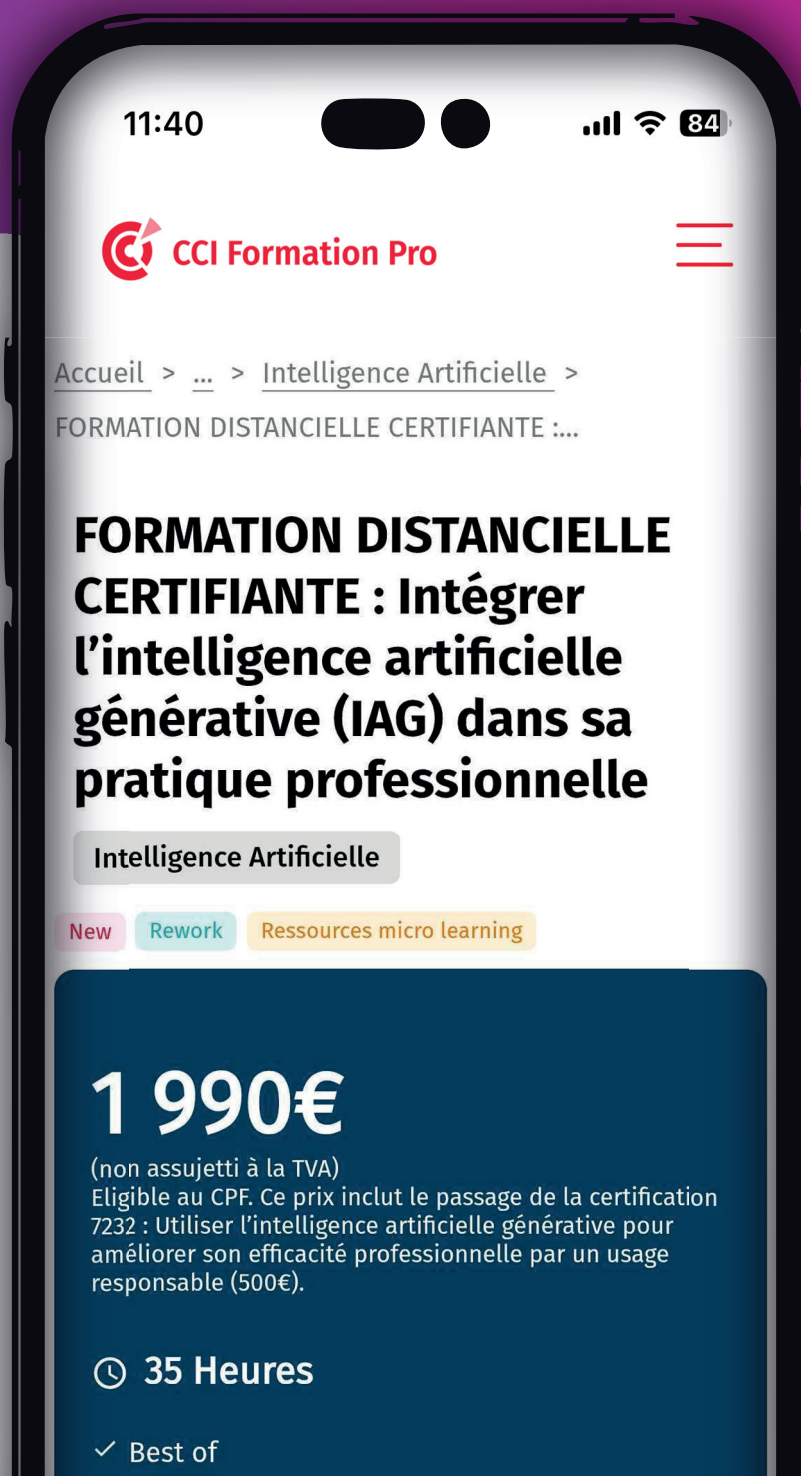 11:40
84
CCI Formation Pro
Accueil > ... > Intelligence Artificielle >
FORMATION DISTANCIELLE CERTIFIANTE :...
FORMATION DISTANCIELLE
CERTIFIANTE : Intégrer
l’intelligence artificielle
générative (IAG) dans sa
pratique professionnelle
Intelligence Artificielle
New Rework Ressources micro learning
1 990€
(non assujetti à la TVA)
Eligible au CPF. Ce prix inclut le passage de la certification
7232 : Utiliser l’intelligence artificielle générative pour
améliorer son efficacité professionnelle par un usage
responsable (500€).
35 Heures
Best of